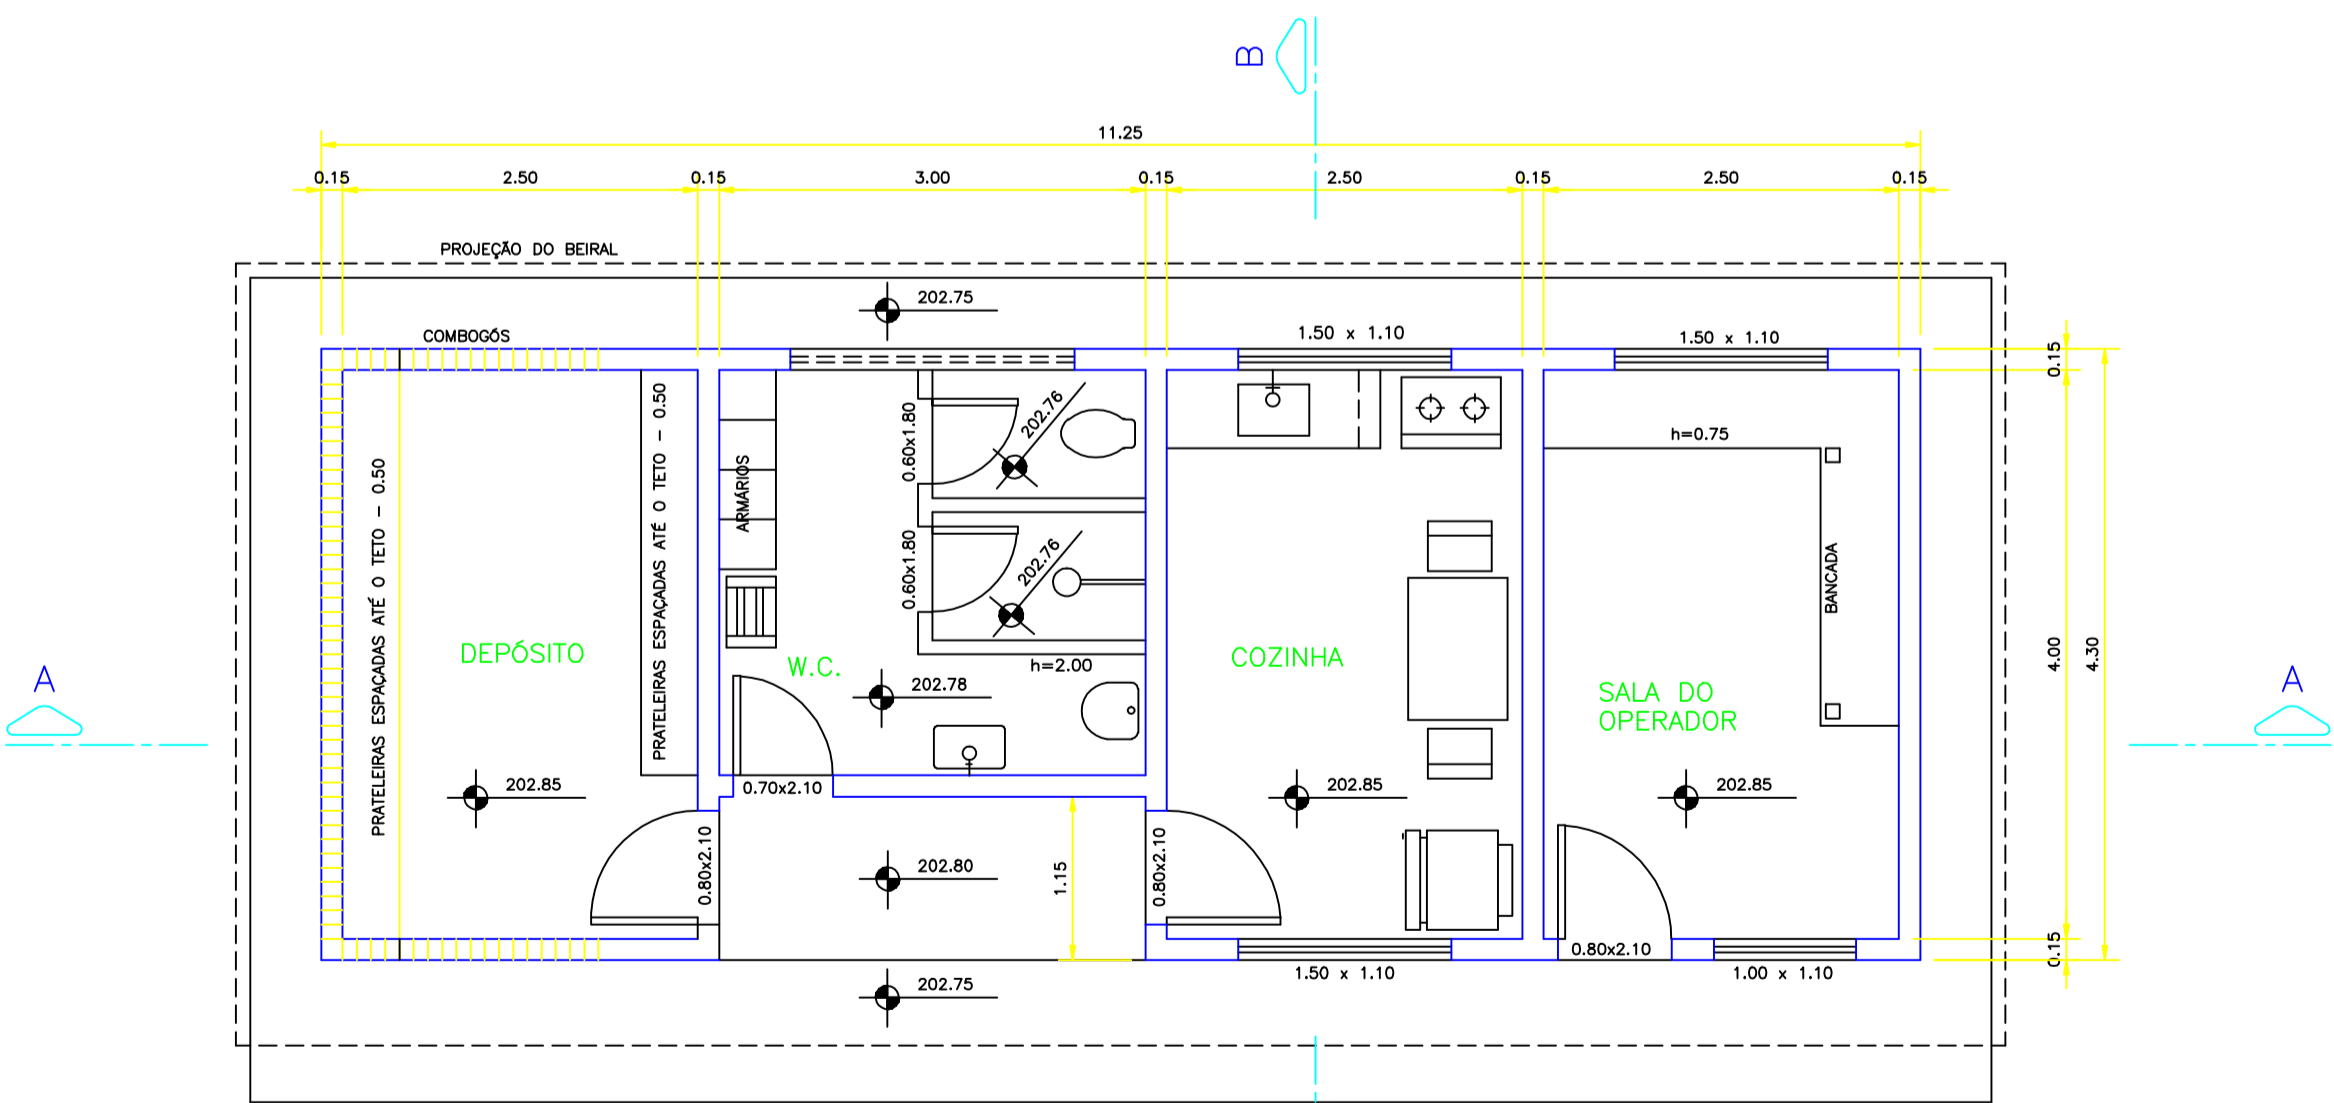 B
11.25
0.15
2.50
0.15
3.00
0.15
2.50
0.15
2.50
0.15
PROJEÇÃO DO BEIRAL
202.75
COMBOGÓS
1.50 x 1.10
1.50 x 1.10
0.15
PRATELEIRAS ESPAÇADAS ATÉ O TETO - 0.50
PRATELEIRAS ESPAÇADAS ATÉ O TETO - 0.50
ARMÁRIOS
0.60x1.80
202.76
0.60x1.80
202.76
h=0.75
BANCADA
4.00
4.30
DEPÓSITO
W.C.
h=2.00
COZINHA
SALA DO
OPERADOR
A
A
202.78
202.85
0.70x2.10
202.85
202.85
0.80x2.10
202.80
1.15
0.80x2.10
0.80x2.10
0.15
202.75
1.50 x 1.10
1.00 x 1.10